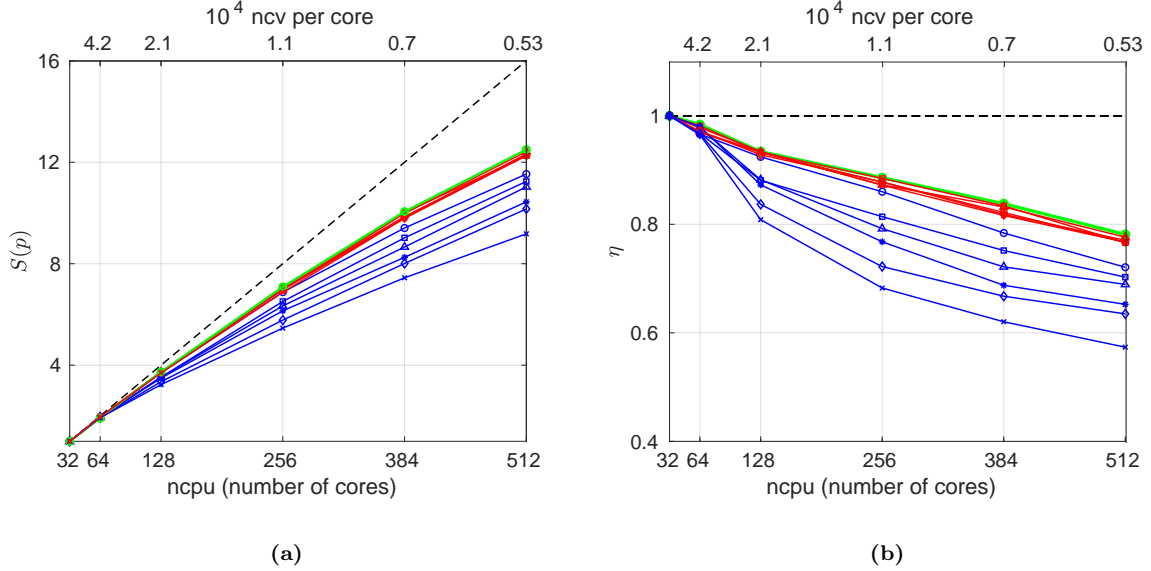 10^4 ncv per core
4.2 2.1 1.1 0.7 0.53
16
12
8
4
S(p)
32 64 128 256 384 512
ncpu (number of cores)
(a)
10^4 ncv per core
4.2 2.1 1.1 0.7 0.53
1
0.8
0.6
0.4
η
32 64 128 256 384 512
ncpu (number of cores)
(b)